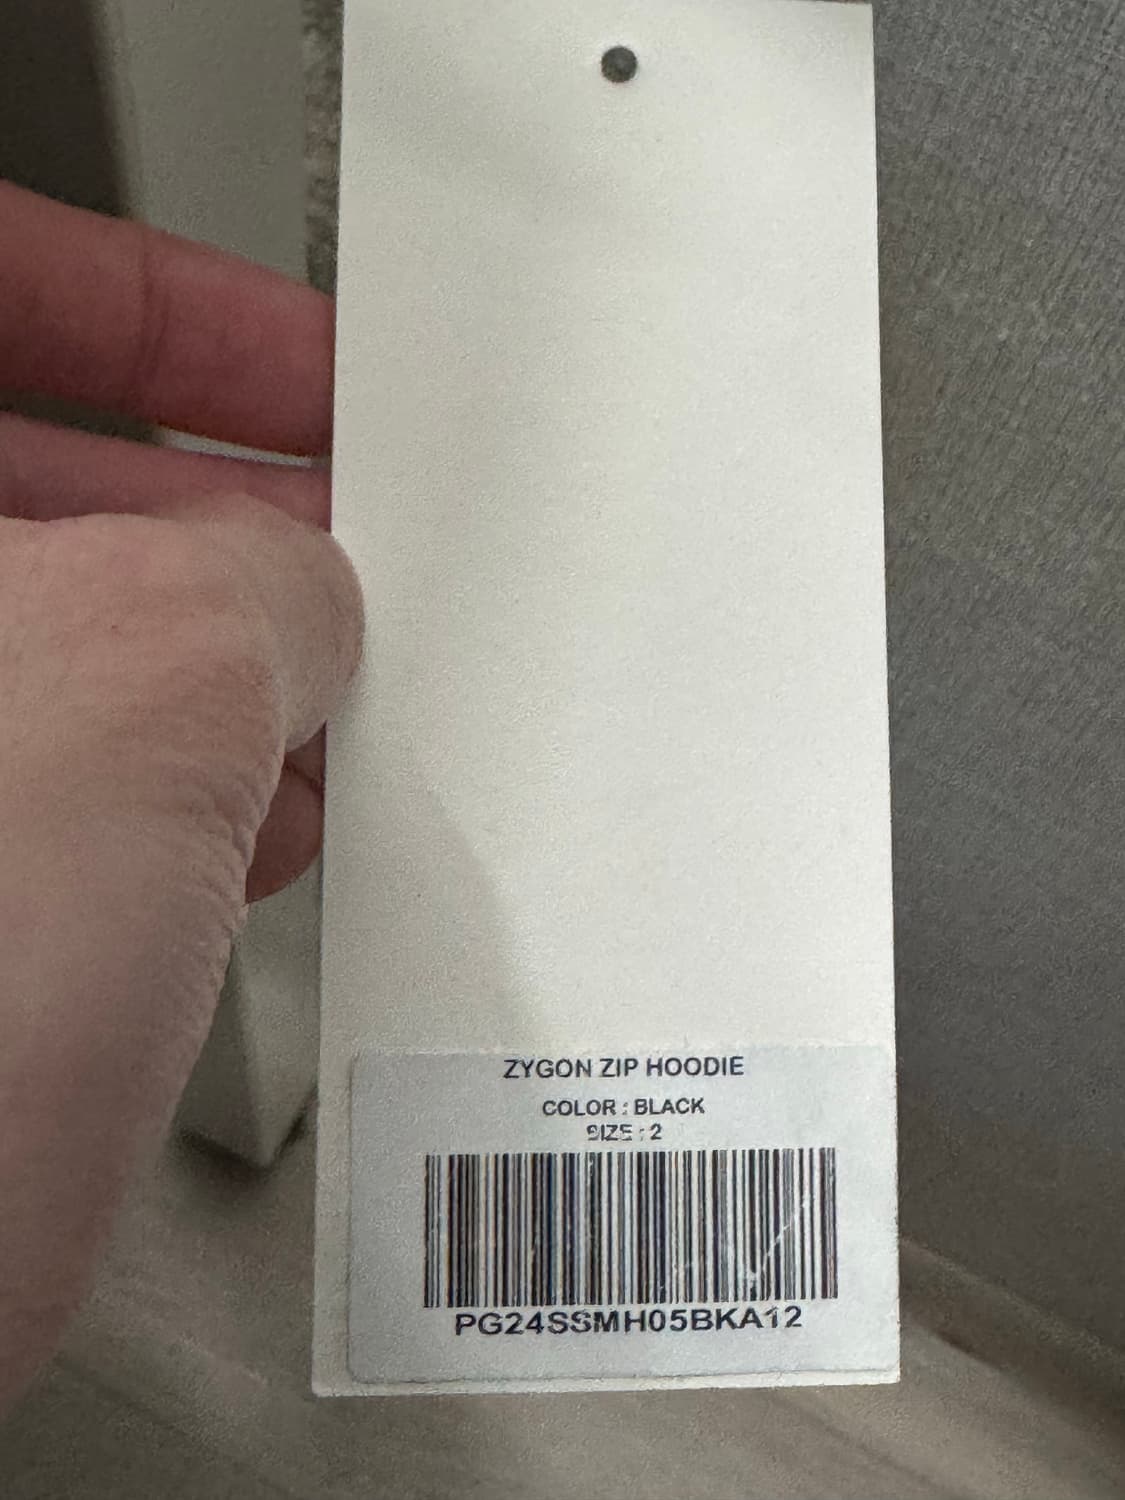 ZYGON ZIP HOODIE
COLOR : BLACK
SIZE : 2
PG24SSMH05BKA12